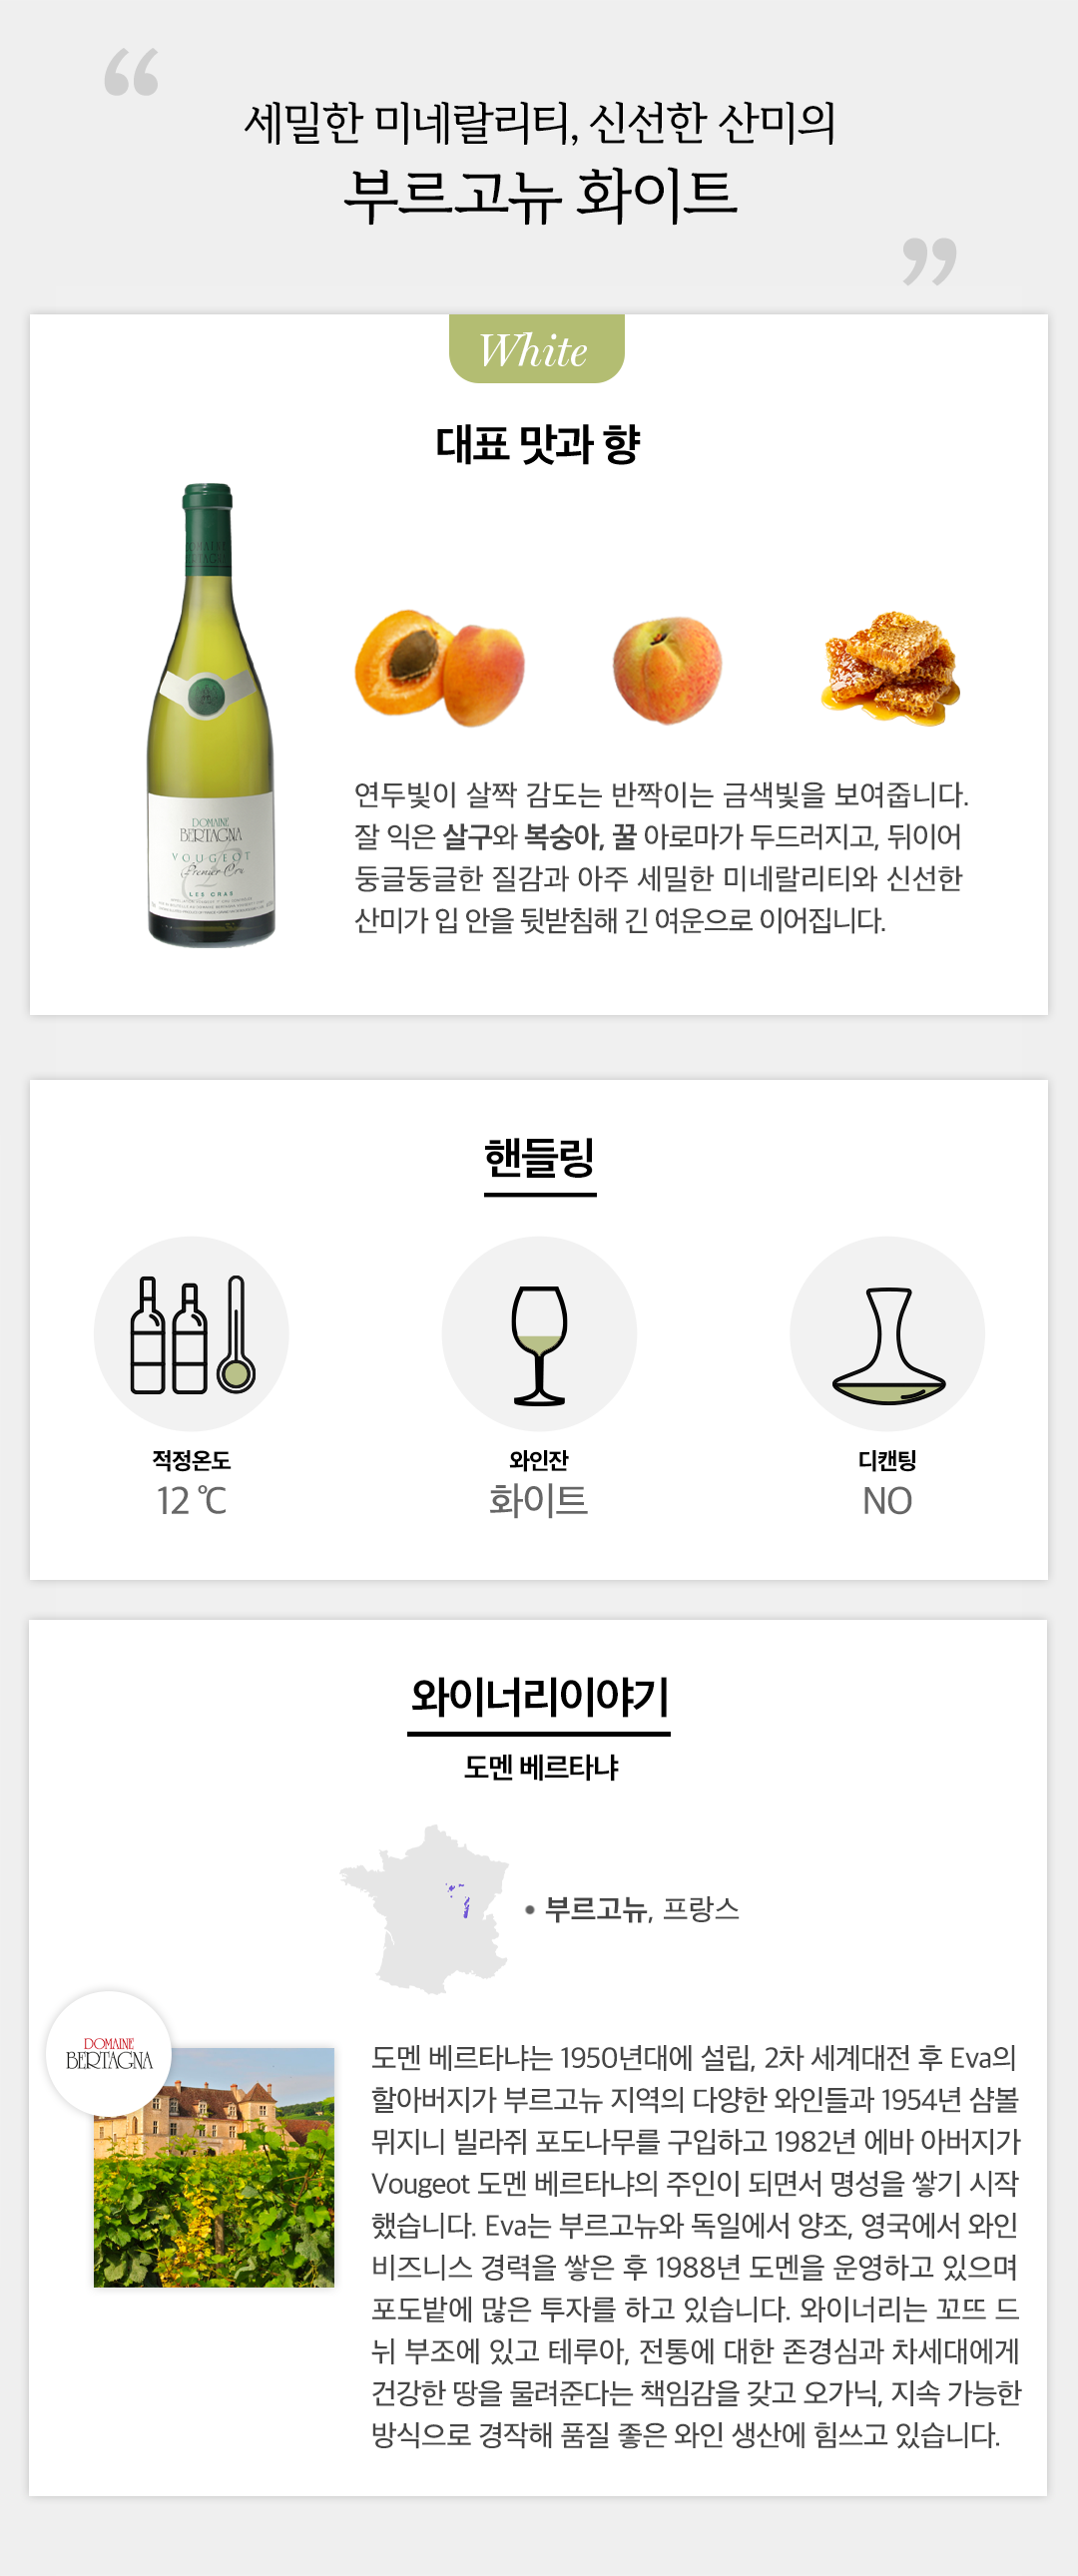 “
세밀한 미네랄리티, 신선한 산미의
부르고뉴 화이트
”
White
대표 맛과 향
DOMAINE
BERTAGNA
VOUGEOT
Premier Cru
LES CRAS
연두빛이 살짝 감도는 반짝이는 금색빛을 보여줍니다.
잘 익은 살구와 복숭아, 꿀 아로마가 두드러지고, 뒤이어
둥글둥글한 질감과 아주 세밀한 미네랄리티와 신선한
산미가 입 안을 뒷받침해 긴 여운으로 이어집니다.
핸들링
적정온도
12 ℃
와인잔
화이트
디캔팅
NO
와이너리이야기
도멘 베르타냐
• 부르고뉴, 프랑스
DOMAINE
BERTAGNA
도멘 베르타냐는 1950년대에 설립, 2차 세계대전 후 Eva의
할아버지가 부르고뉴 지역의 다양한 와인들과 1954년 샴볼
뮈지니 빌라쥐 포도나무를 구입하고 1982년 에바 아버지가
Vougeot 도멘 베르타냐의 주인이 되면서 명성을 쌓기 시작
했습니다. Eva는 부르고뉴와 독일에서 양조, 영국에서 와인
비즈니스 경력을 쌓은 후 1988년 도멘을 운영하고 있으며
포도밭에 많은 투자를 하고 있습니다. 와이너리는 꼬뜨 드
뉘 부조에 있고 테루아, 전통에 대한 존경심과 차세대에게
건강한 땅을 물려준다는 책임감을 갖고 오가닉, 지속 가능한
방식으로 경작해 품질 좋은 와인 생산에 힘쓰고 있습니다.